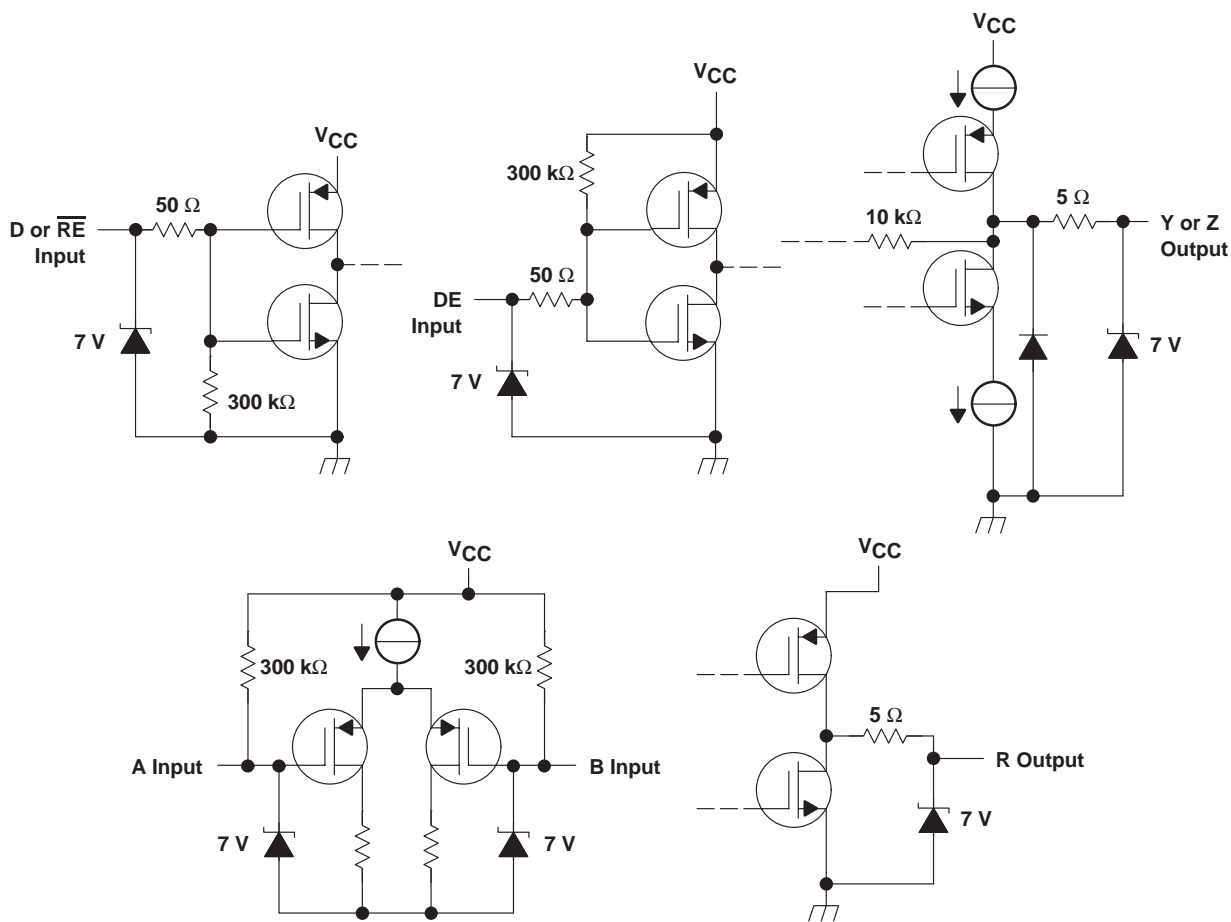 VCC
50 Ω
D or RE
Input
7 V
300 kΩ
VCC
300 kΩ
50 Ω
DE
Input
7 V
VCC
5 Ω
10 kΩ
Y or Z
Output
7 V
VCC
300 kΩ
300 kΩ
A Input
B Input
7 V
7 V
VCC
5 Ω
R Output
7 V